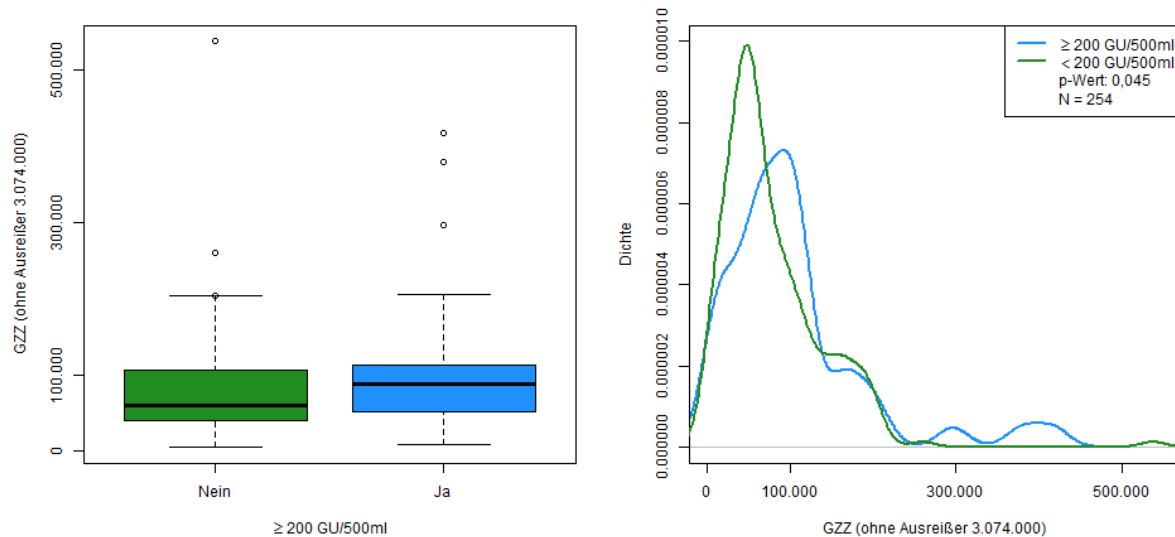 GZZ (ohne Ausreißer 3.074.000)
500.000
300.000
100.000
0
Nein
Ja
≥ 200 GU/500ml
Dichte
0.000010
0.000008
0.000006
0.000004
0.000002
0.000000
≥ 200 GU/500ml
< 200 GU/500ml
p-Wert: 0,045
N = 254
0
100.000
300.000
500.000
GZZ (ohne Ausreißer 3.074.000)